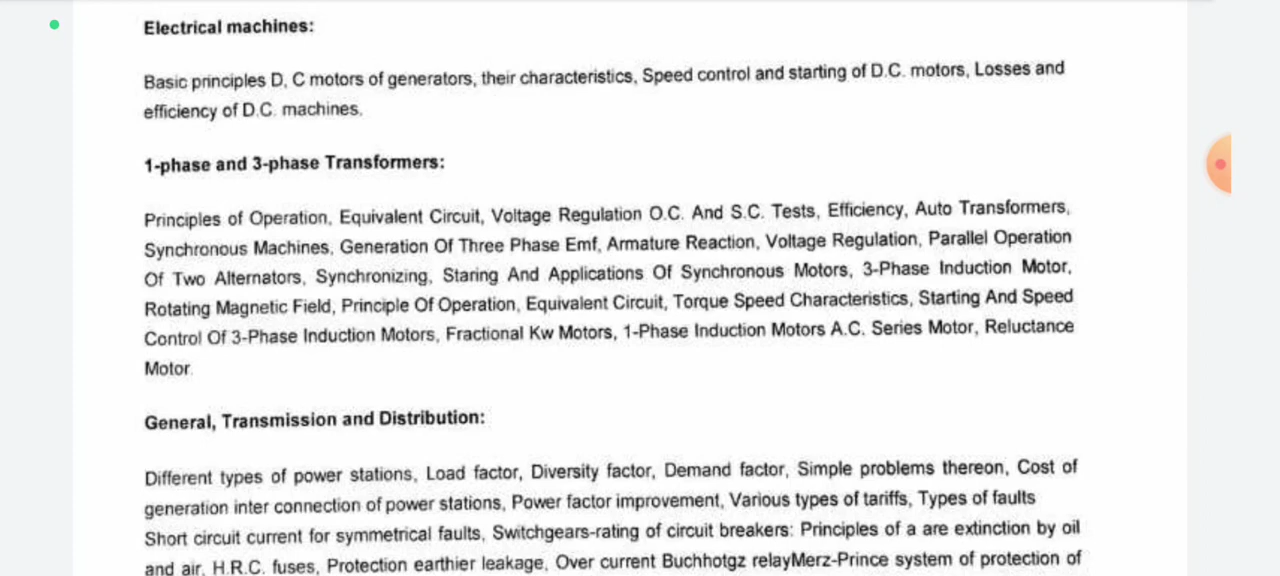 Electrical machines:
Basic principles D, C motors of generators, their characteristics, Speed control and starting of D.C. motors, Losses and
efficiency of D.C. machines.
1-phase and 3-phase Transformers:
Principles of Operation, Equivalent Circuit, Voltage Regulation O.C. And S.C. Tests, Efficiency, Auto Transformers,
Synchronous Machines, Generation Of Three Phase Emf, Armature Reaction, Voltage Regulation, Parallel Operation
Of Two Alternators, Synchronizing, Staring And Applications Of Synchronous Motors, 3-Phase Induction Motor,
Rotating Magnetic Field, Principle Of Operation, Equivalent Circuit, Torque Speed Characteristics, Starting And Speed
Control Of 3-Phase Induction Motors, Fractional Kw Motors, 1-Phase Induction Motors A.C. Series Motor, Reluctance
Motor.
General, Transmission and Distribution:
Different types of power stations, Load factor, Diversity factor, Demand factor, Simple problems thereon, Cost of
generation inter connection of power stations, Power factor improvement, Various types of tariffs, Types of faults
Short circuit current for symmetrical faults, Switchgears-rating of circuit breakers: Principles of a are extinction by oil
and air, H.R.C. fuses, Protection earthier leakage, Over current Buchhotgz relayMerz-Prince system of protection of